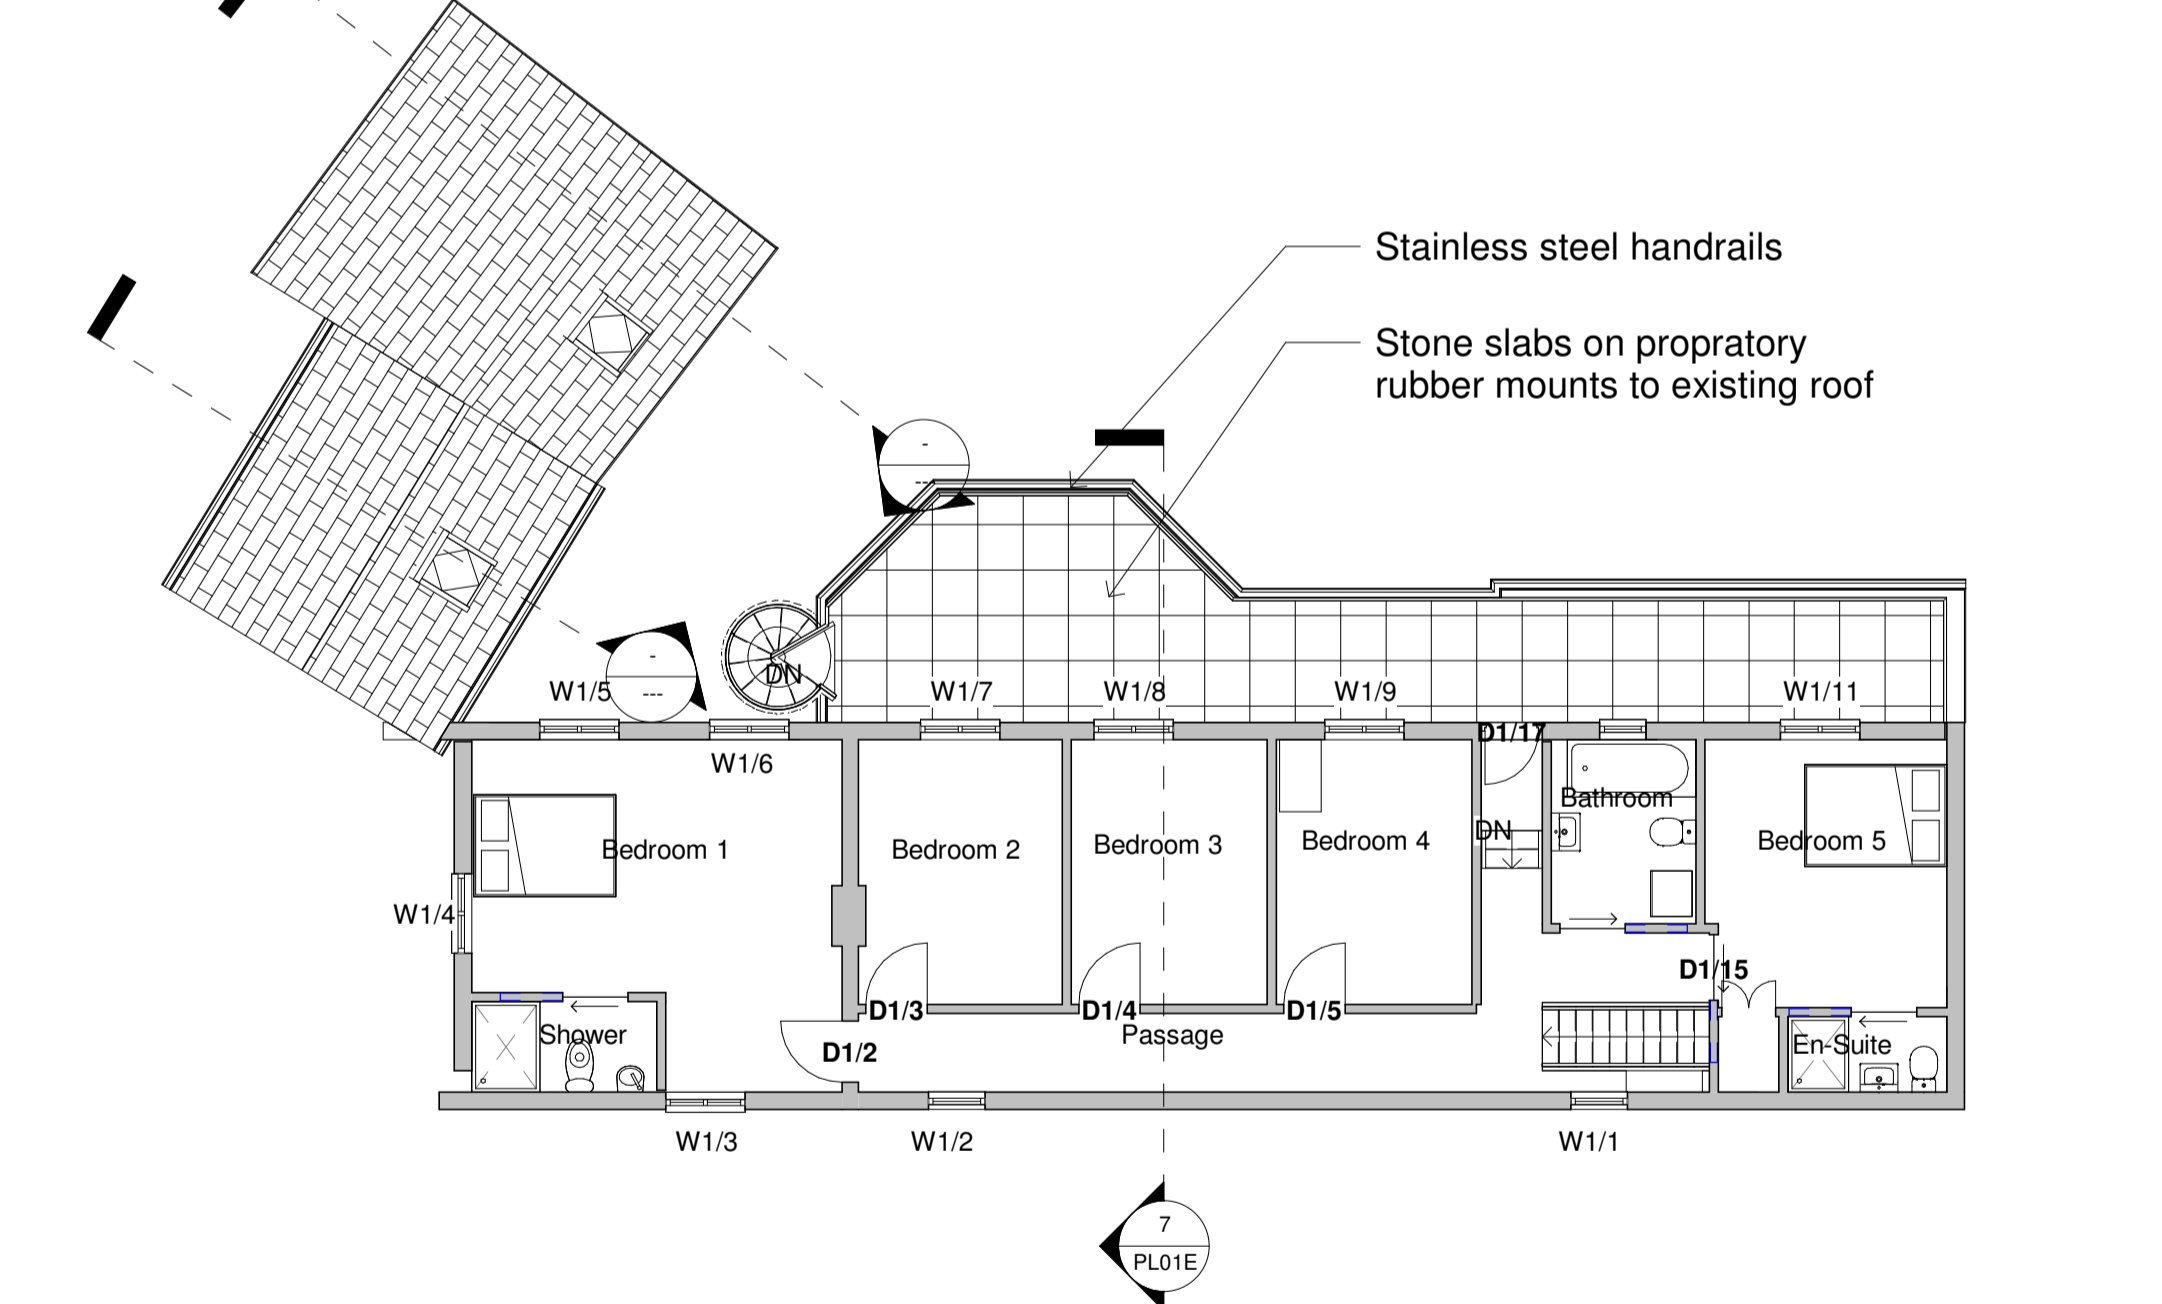 Stainless steel handrails
Stone slabs on propratory
rubber mounts to existing roof
-
---
-
---
DN
W1/5
W1/7
W1/8
W1/9
W1/11
D1/17
W1/6
Bathroom
DN
Bedroom 1
Bedroom 2
Bedroom 3
Bedroom 4
Bedroom 5
W1/4
D1/15
D1/3
D1/4
D1/5
Shower
Passage
D1/2
En-Suite
W1/3
W1/2
W1/1
7
PL01E